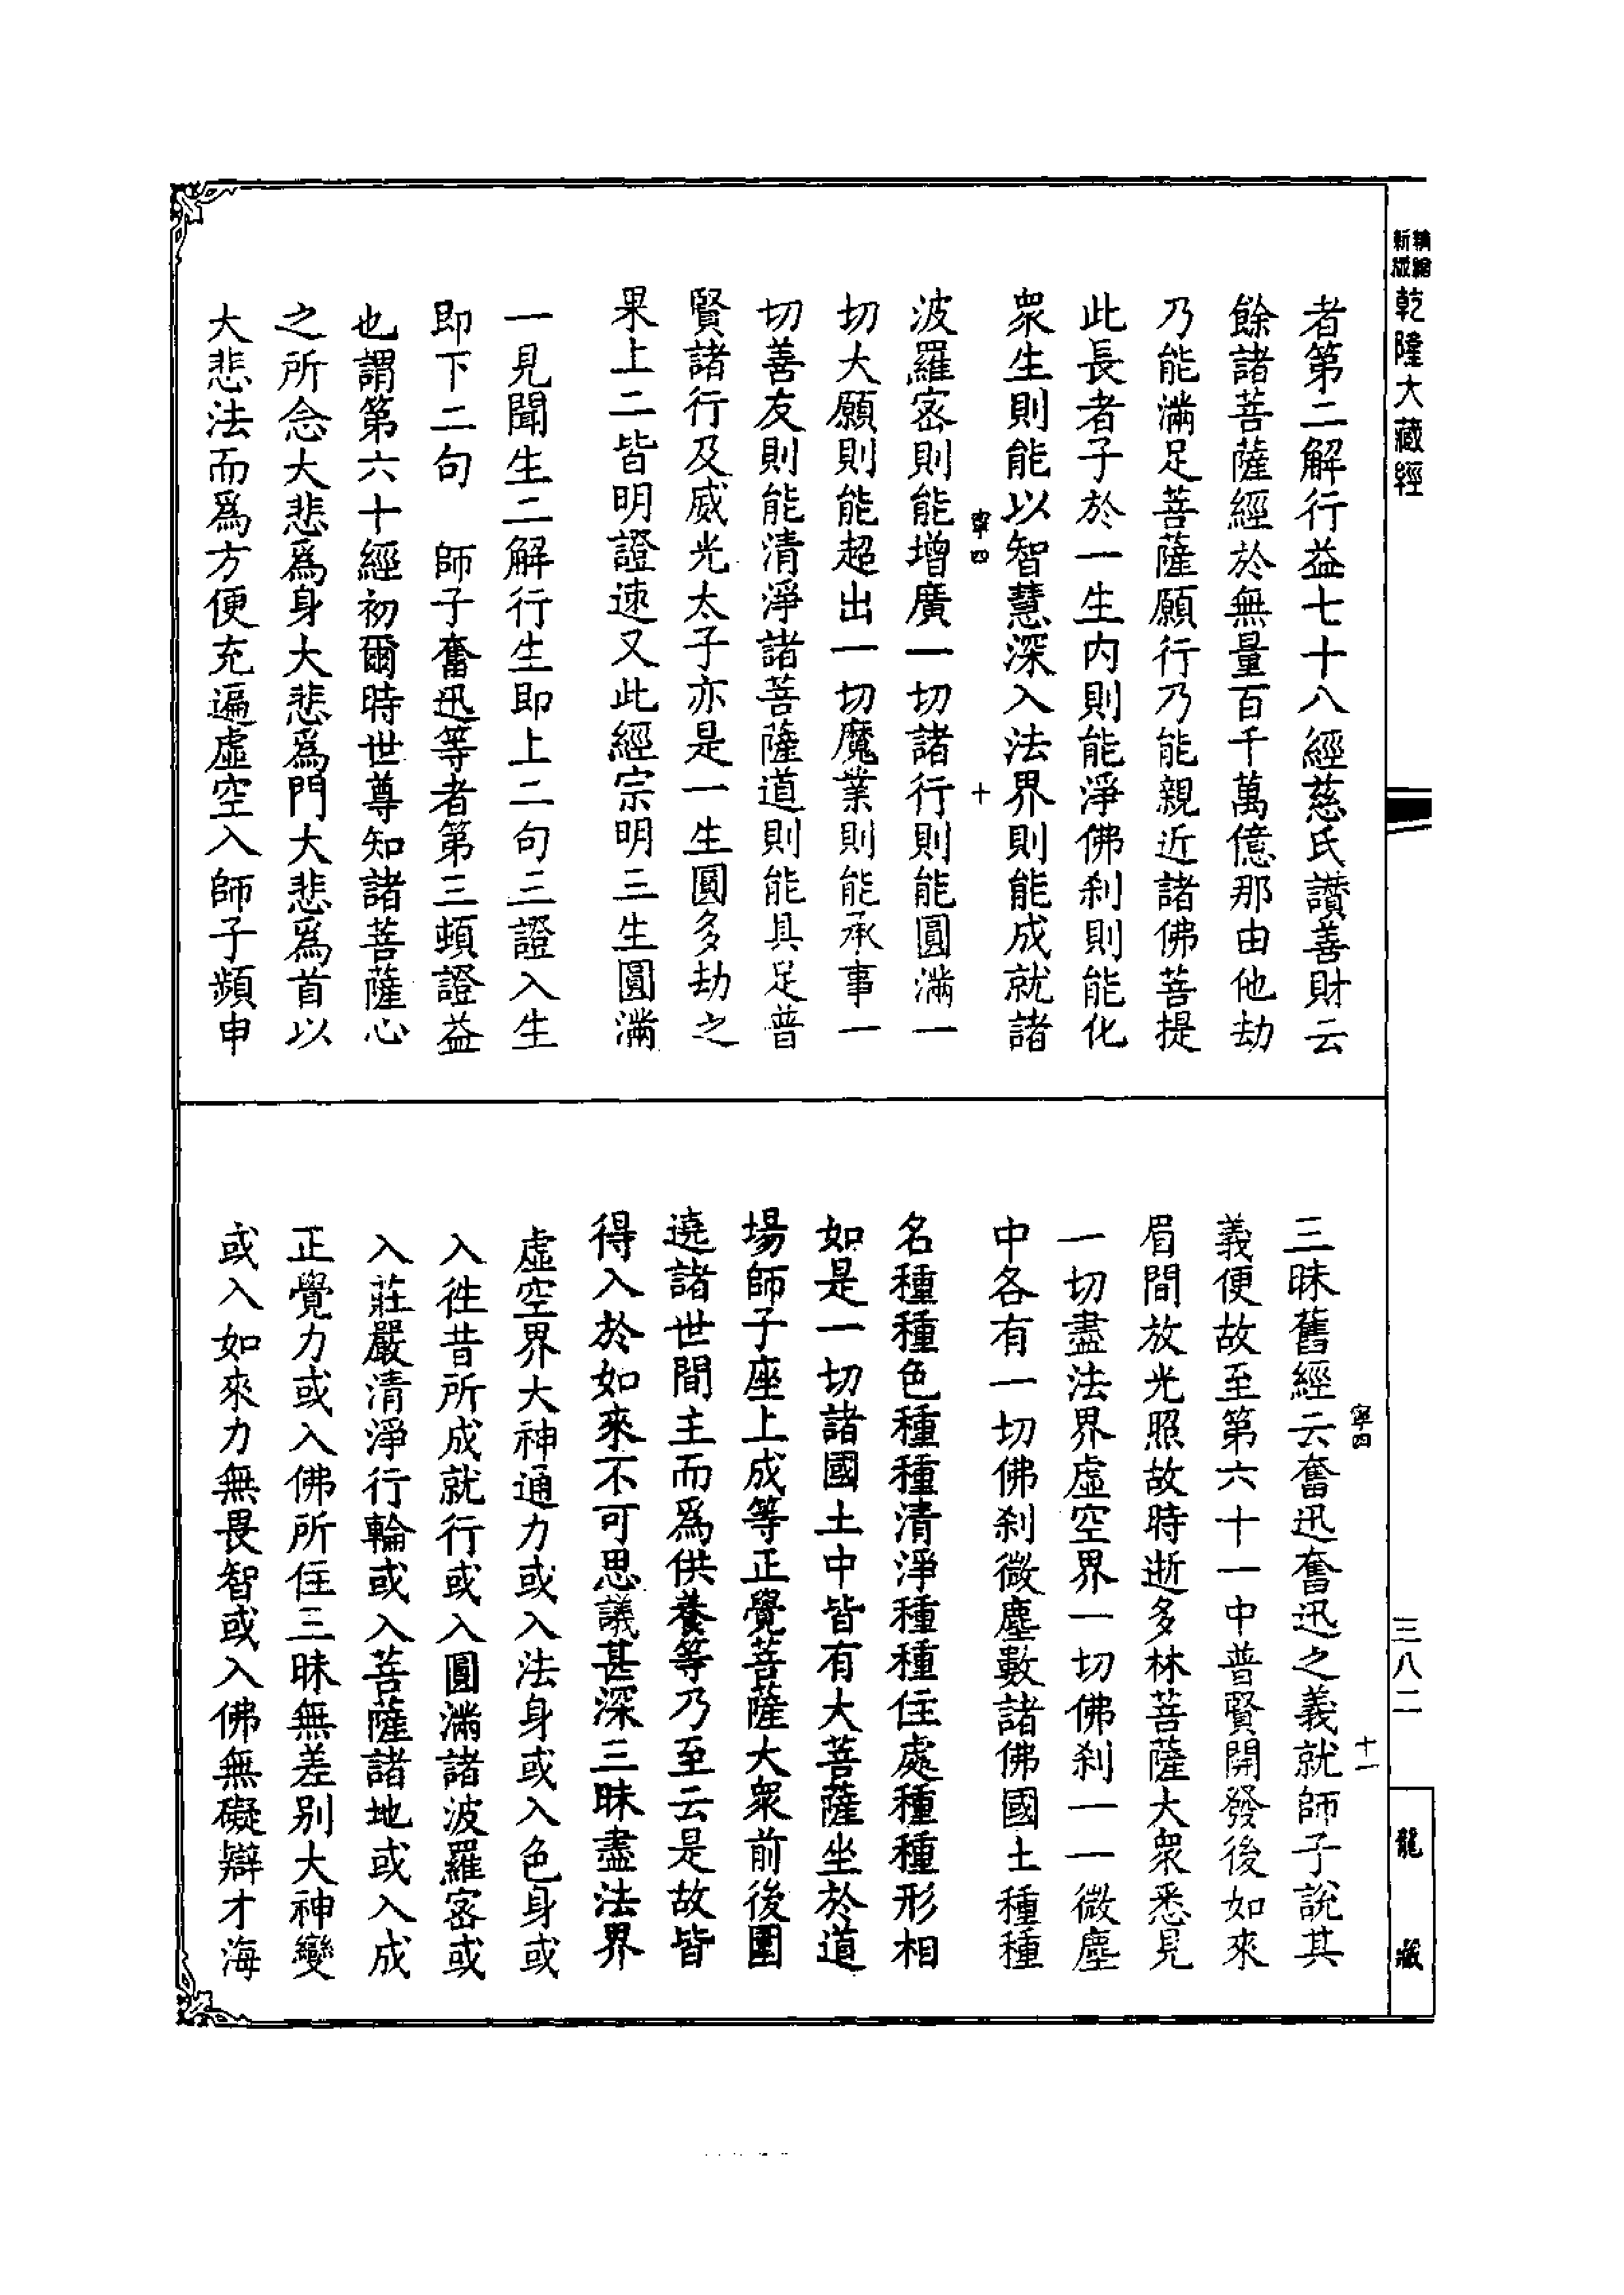 新版
精繪
乾隆大藏經
者第二解行益七十八經慈氏讚善財云
餘諸菩薩經於無量百千萬億那由他劫
乃能滿足菩薩願行乃能親近諸佛菩提
此長者子於一生内則能淨佛刹則能化
衆生則能以智慧深入法界則能成就諸
寧四
十
波羅宻則能增廣一切諸行則能圓滿一
切大願則能超出一切魔業則能承事一
切善友則能清淨諸菩薩道則能具足普
賢諸行及威光太子亦是一生圓多劫之
果上二皆明證速又此經宗明三生圓滿
一見聞生二解行生即上二句三證入生
即下二句　師子奮迅等者第三頓證益
也謂第六十經初爾時世尊知諸菩薩心
之所念大悲爲身大悲爲門大悲爲首以
大悲法而爲方便充遍虛空入師子頻申
寧四
十一
三昧舊經云奮迅奮迅之義就師子說其
義便故至第六十一中普賢開發後如來
眉間放光照故時逝多林菩薩大衆悉見
一切盡法界虛空界一切佛刹一一微塵
中各有一切佛刹微塵數諸佛國土種種
名種種色種種清淨種種住處種種形相
如是一切諸國土中皆有大菩薩坐於道
場師子座上成等正覺菩薩大衆前後圍
遶諸世間主而爲供養等乃至云是故皆
得入於如來不可思議甚深三昧盡法界
虛空界大神通力或入法身或入色身或
入徃昔所成就行或入圓滿諸波羅宻或
入莊嚴清淨行輪或入菩薩諸地或入成
正覺力或入佛所住三昧無差别大神變
或入如來力無畏智或入佛無礙辯才海
三八二
龍藏